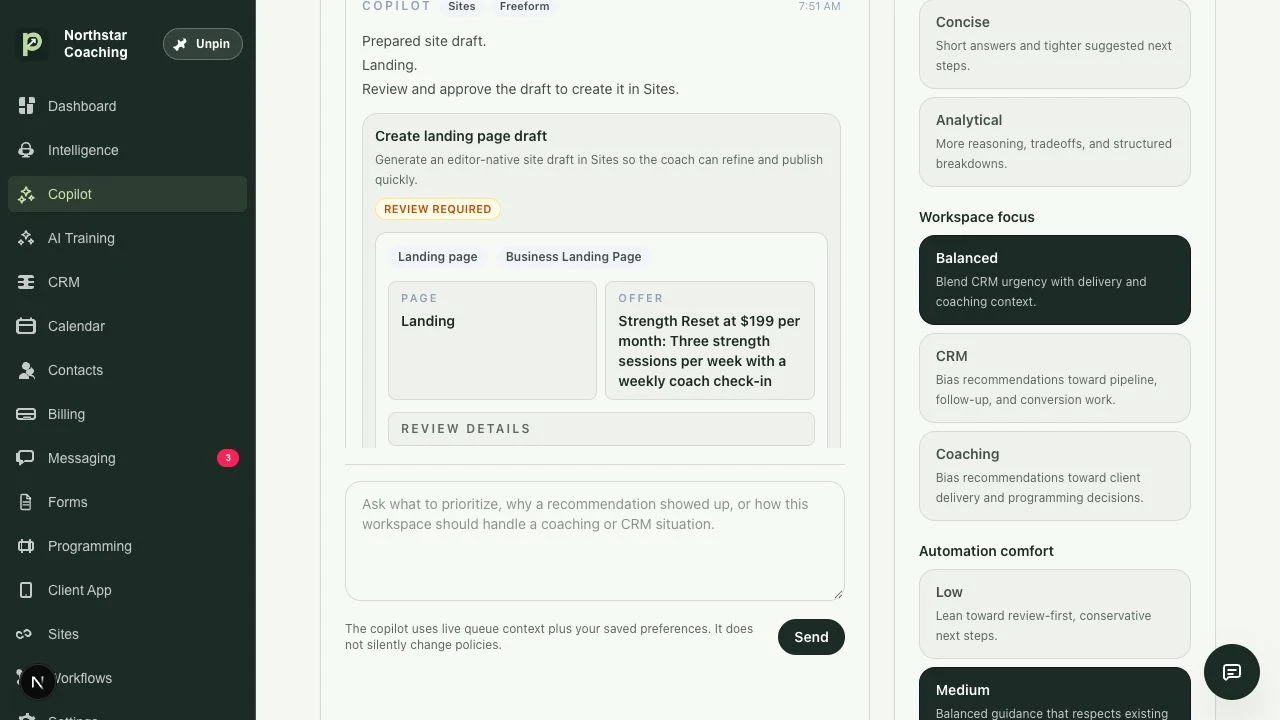 Northstar
Coaching
Unpin
Dashboard
Intelligence
Copilot
AI Training
CRM
Calendar
Contacts
Billing
Messaging
3
Forms
Programming
Client App
Sites
Workflows
Settings
N
COPILOT
Sites
Freeform
7:51 AM
Prepared site draft.
Landing.
Review and approve the draft to create it in Sites.
Create landing page draft
Generate an editor-native site draft in Sites so the coach can refine and publish
quickly.
REVIEW REQUIRED
Landing page
Business Landing Page
PAGE
Landing
OFFER
Strength Reset at $199 per
month: Three strength
sessions per week with a
weekly coach check-in
REVIEW DETAILS
Ask what to prioritize, why a recommendation showed up, or how this
workspace should handle a coaching or CRM situation.
The copilot uses live queue context plus your saved preferences. It does
not silently change policies.
Send
Concise
Short answers and tighter suggested next
steps.
Analytical
More reasoning, tradeoffs, and structured
breakdowns.
Workspace focus
Balanced
Blend CRM urgency with delivery and
coaching context.
CRM
Bias recommendations toward pipeline,
follow-up, and conversion work.
Coaching
Bias recommendations toward client
delivery and programming decisions.
Automation comfort
Low
Lean toward review-first, conservative
next steps.
Medium
Balanced guidance that respects existing